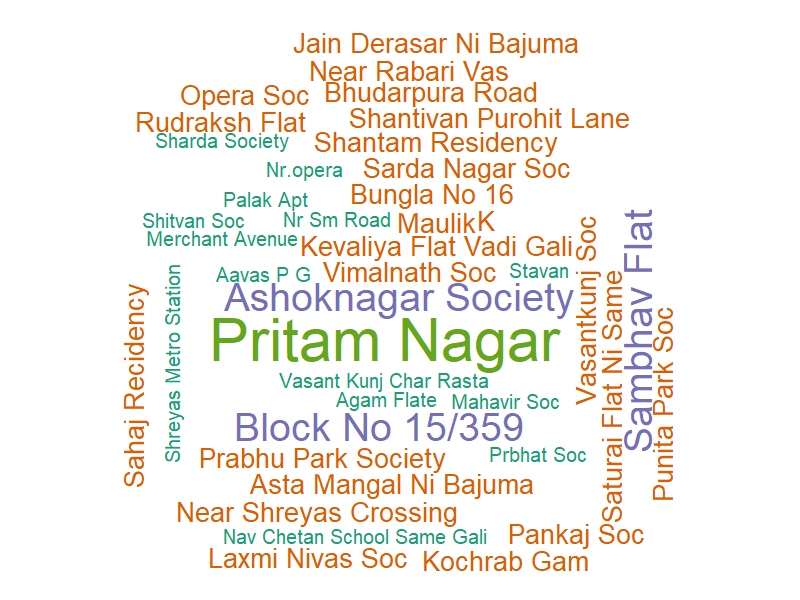 Jain Derasar Ni Bajuma
Near Rabari Vas
Opera Soc
Bhudarpura Road
Rudraksh Flat
Shantivan Purohit Lane
Sharda Society
Shantam Residency
Nr.opera
Sarda Nagar Soc
Palak Apt
Bungla No 16
Shitvan Soc
Nr Sm Road
Maulik
K
Merchant Avenue
Kevaliya Flat Vadi Gali
Aavas P G
Vimalnath Soc
Stavan
Ashoknagar Society
Pritam Nagar
Sahaj Recidency
Shreyas Metro Station
Vasantkunj Soc
Saturai Flat Ni Same
Sambhav Flat
Punita Park Soc
Vasant Kunj Char Rasta
Agam Flate
Mahavir Soc
Block No 15/359
Prabhu Park Society
Prbhat Soc
Asta Mangal Ni Bajuma
Near Shreyas Crossing
Nav Chetan School Same Gali
Pankaj Soc
Laxmi Nivas Soc
Kochrab Gam